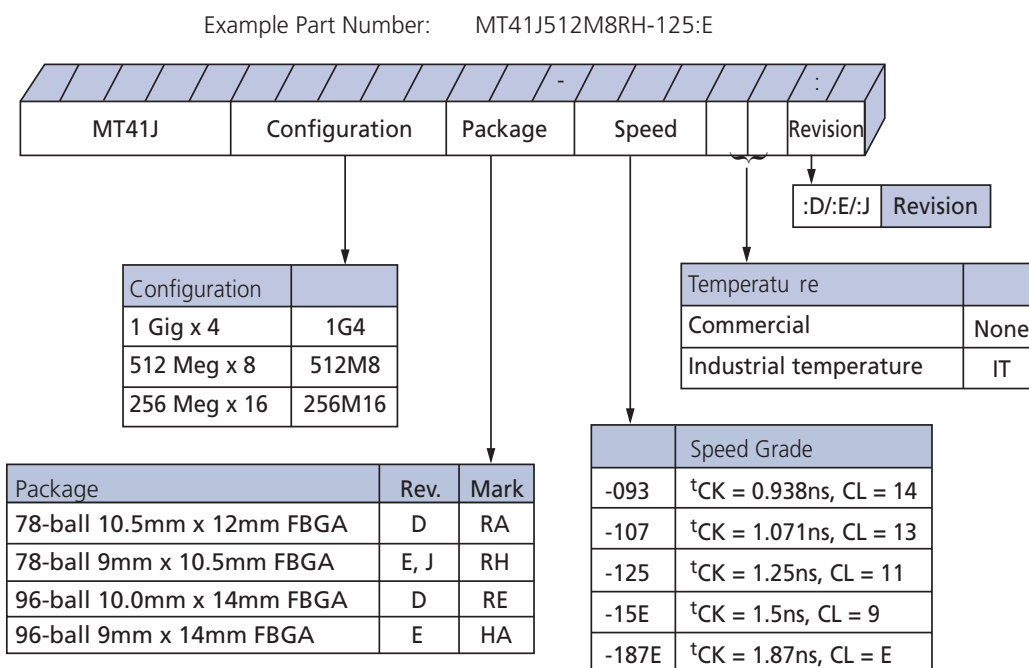 Example Part Number: MT41J512M8RH-125:E
- :
MT41J Configuration Package Speed Revision
:D/:E/:J Revision
Configuration
1 Gig x 4 1G4
512 Meg x 8 512M8
256 Meg x 16 256M16
Temperatu re
Commercial None
Industrial temperature IT
Package Rev. Mark
78-ball 10.5mm x 12mm FBGA D RA
78-ball 9mm x 10.5mm FBGA E, J RH
96-ball 10.0mm x 14mm FBGA D RE
96-ball 9mm x 14mm FBGA E HA
Speed Grade
-093 tCK = 0.938ns, CL = 14
-107 tCK = 1.071ns, CL = 13
-125 tCK = 1.25ns, CL = 11
-15E tCK = 1.5ns, CL = 9
-187E tCK = 1.87ns, CL = E